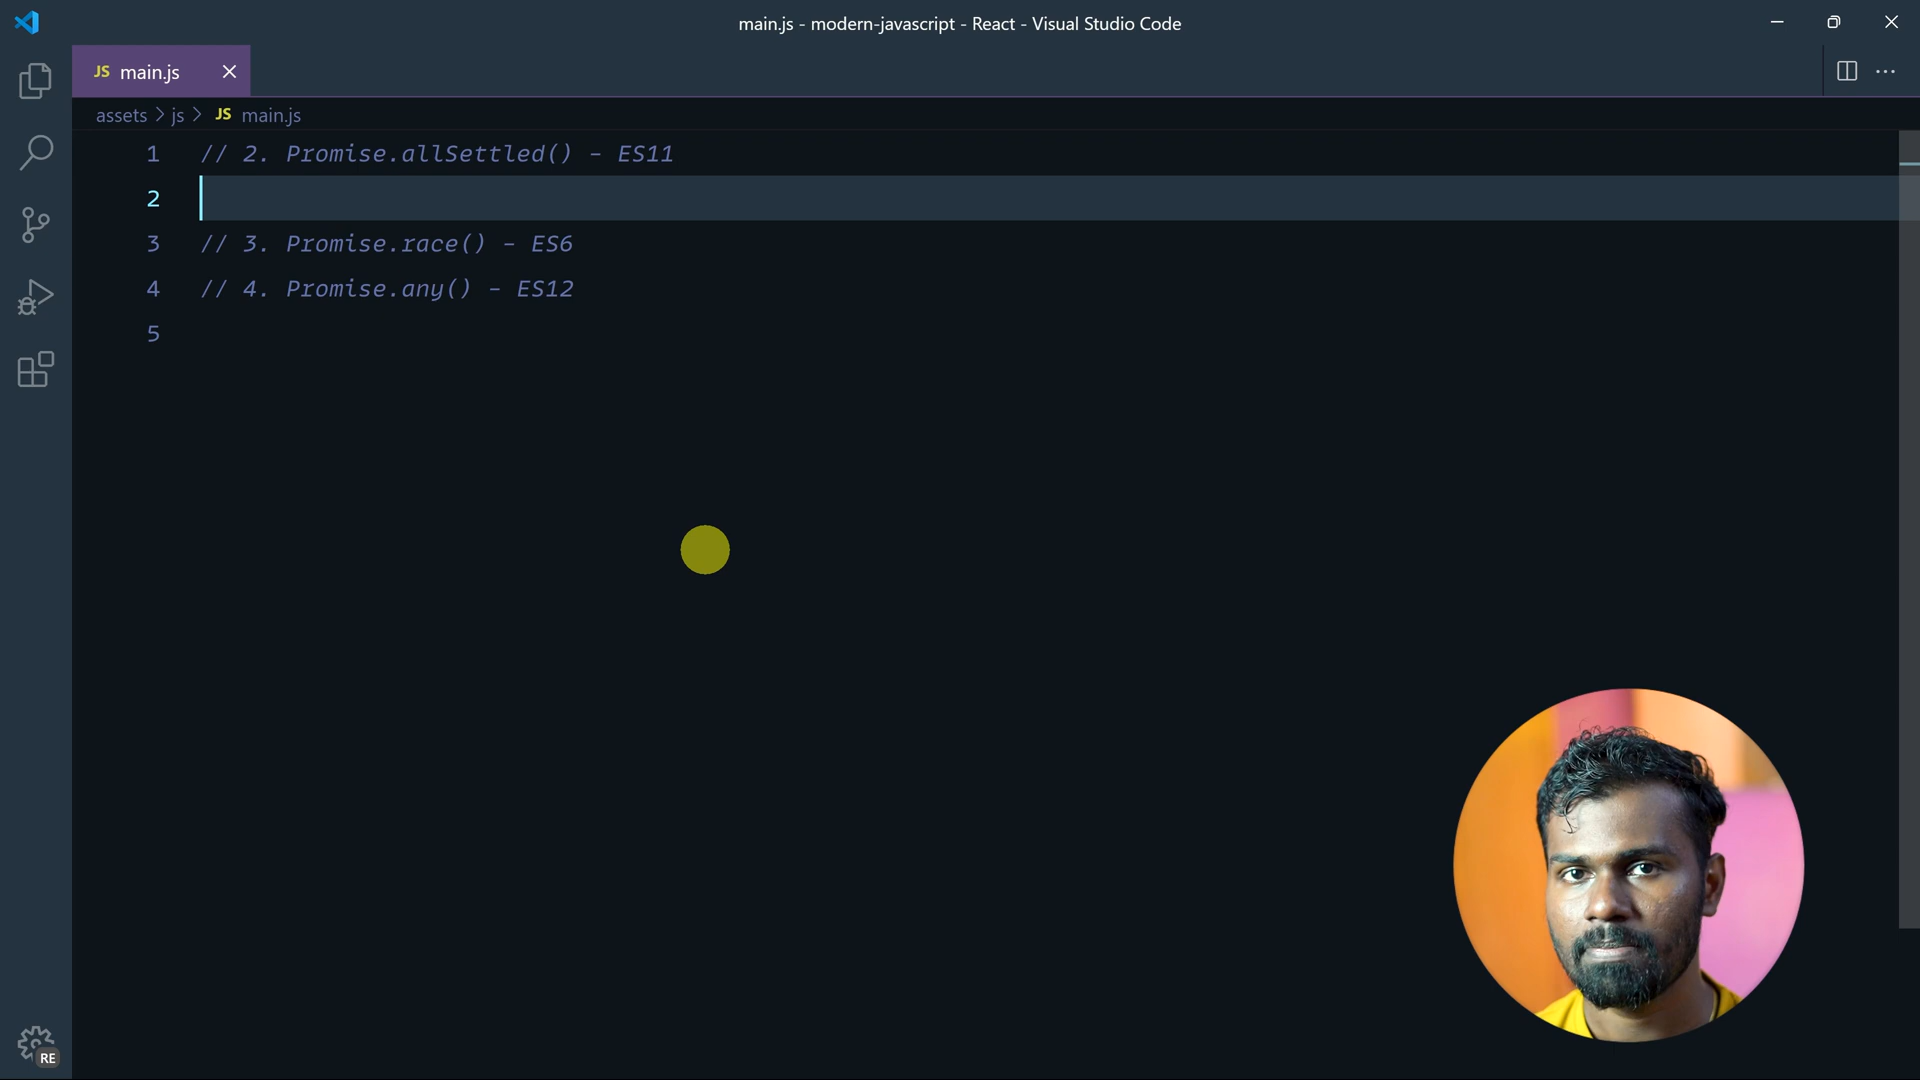 main.js - modern-javascript - React - Visual Studio Code
JS main.js
assets > js > JS main.js
1 // 2. Promise.allSettled() - ES11
2
3 // 3. Promise.race() - ES6
4 // 4. Promise.any() - ES12
5
RE